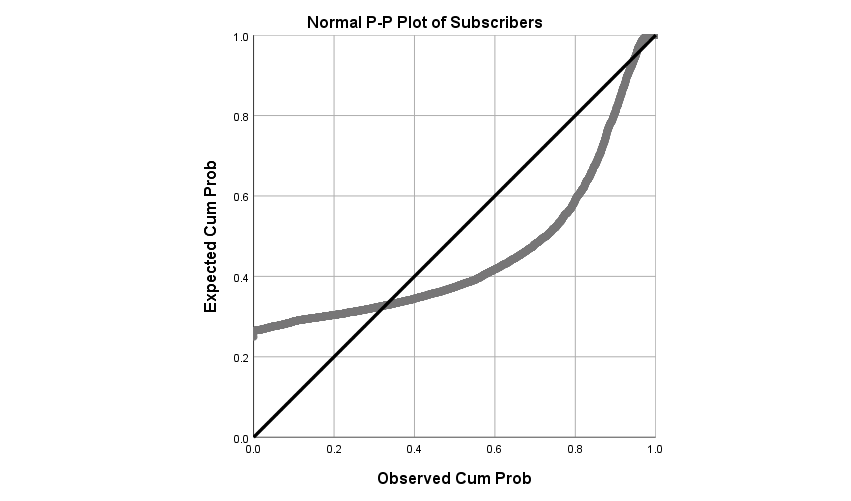 Normal P-P Plot of Subscribers
Expected Cum Prob
1.0
0.8
0.6
0.4
0.2
0.0
0.0 0.2 0.4 0.6 0.8 1.0
Observed Cum Prob